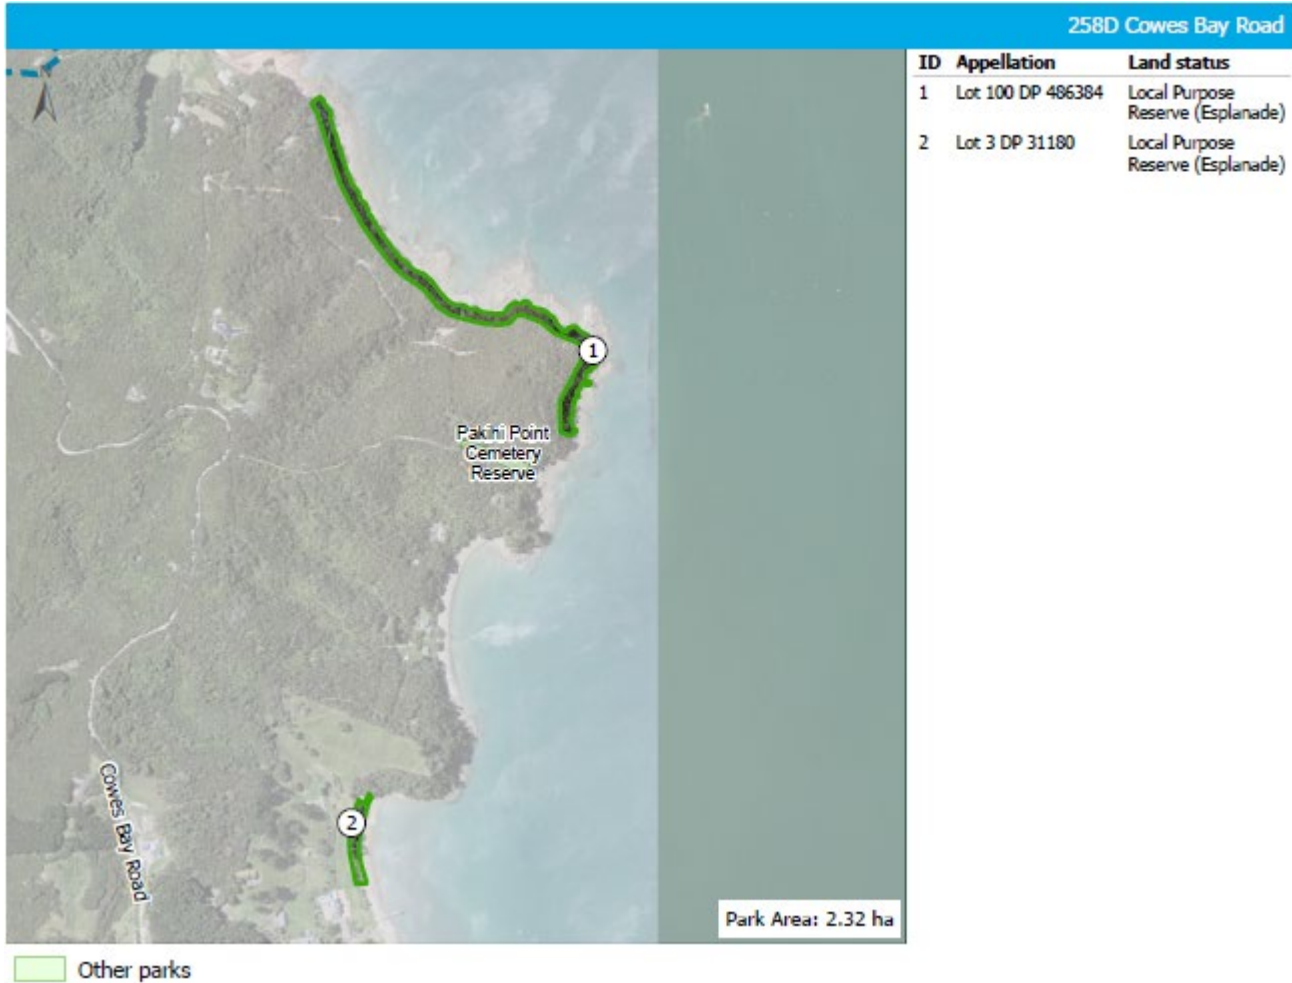 258D Cowes Bay Road
ID Appellation Land status
1 Lot 100 DP 486384 Local Purpose
Reserve (Esplanade)
2 Lot 3 DP 31180 Local Purpose
Reserve (Esplanade)
N
1
Pakihi Point
Cemetery
Reserve
2
Cowes Bay Road
Park Area: 2.32 ha
Other parks